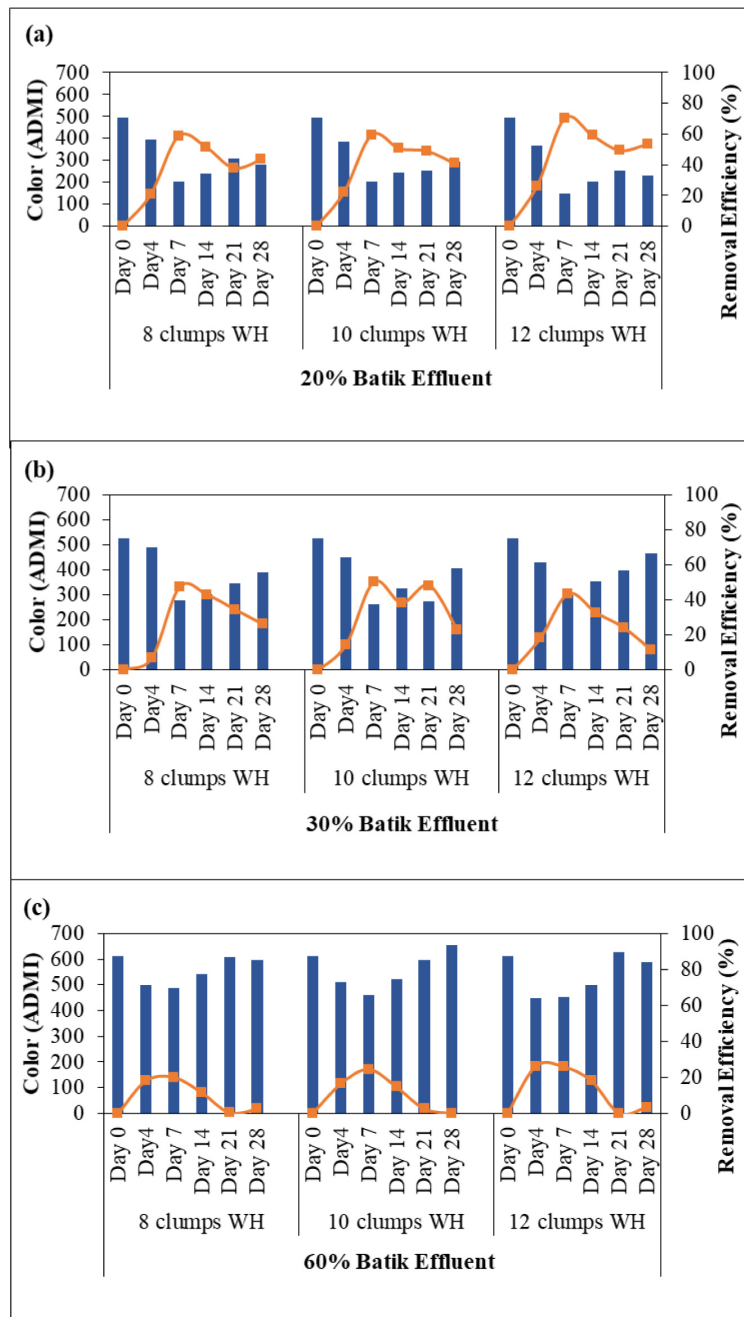 (a)
Color (ADMI)
700
600
500
400
300
200
100
0
100
80
60
40
20
0
Removal Efficiency (%)
Day 0
Day4
Day 7
Day 14
Day 21
Day 28
Day 0
Day4
Day 7
Day 14
Day 21
Day 28
Day 0
Day4
Day 7
Day 14
Day 21
Day 28
8 clumps WH
10 clumps WH
12 clumps WH
20% Batik Effluent
(b)
Color (ADMI)
700
600
500
400
300
200
100
0
100
80
60
40
20
0
Removal Efficiency (%)
Day 0
Day4
Day 7
Day 14
Day 21
Day 28
Day 0
Day4
Day 7
Day 14
Day 21
Day 28
Day 0
Day4
Day 7
Day 14
Day 21
Day 28
8 clumps WH
10 clumps WH
12 clumps WH
30% Batik Effluent
(c)
Color (ADMI)
700
600
500
400
300
200
100
0
100
80
60
40
20
0
Removal Efficiency (%)
Day 0
Day4
Day 7
Day 14
Day 21
Day 28
Day 0
Day4
Day 7
Day 14
Day 21
Day 28
Day 0
Day4
Day 7
Day 14
Day 21
Day 28
8 clumps WH
10 clumps WH
12 clumps WH
60% Batik Effluent